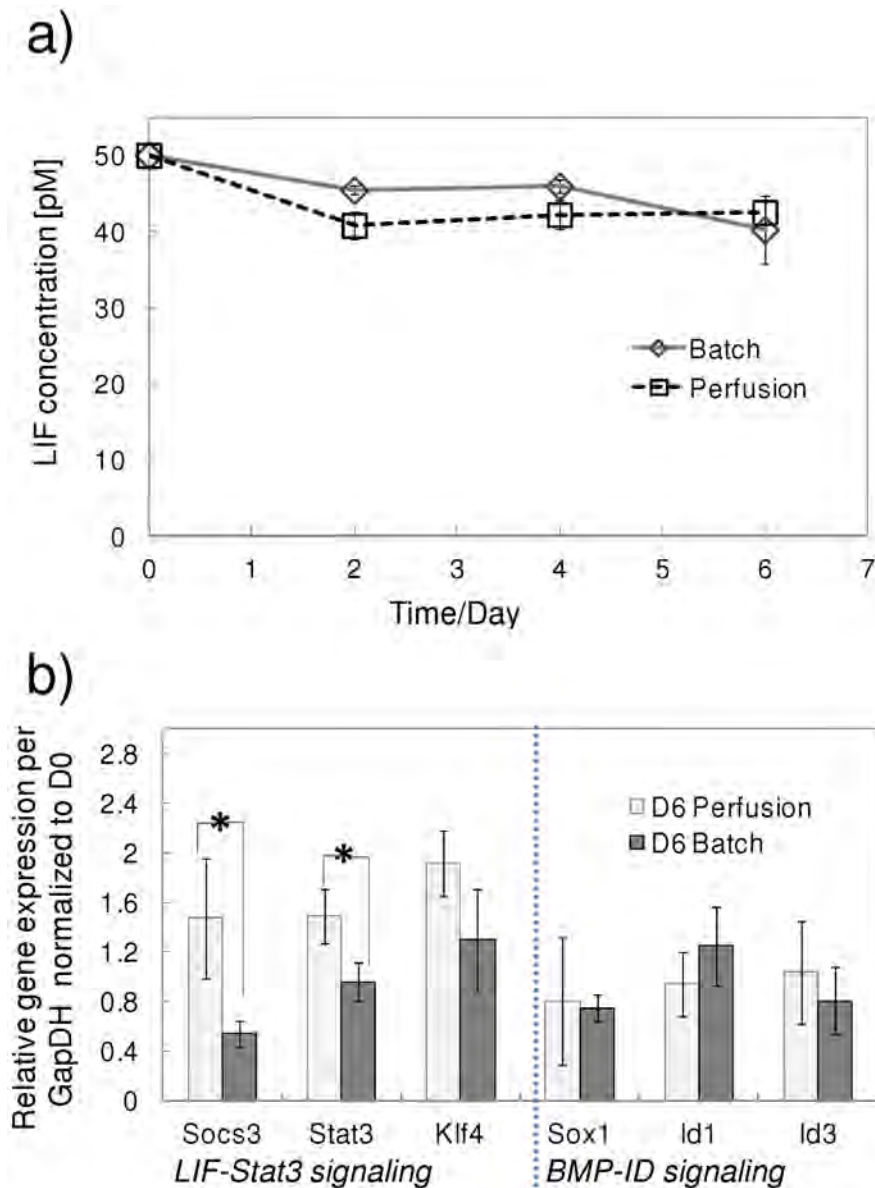 a)
50
40
30
20
10
0
LIF concentration [pM]
Batch
Perfusion
0 1 2 3 4 5 6 7
Time/Day
b)
Relative gene expression per
GapDH normalized to D0
2.8
2.4
2
1.6
1.2
0.8
0.4
0
*
*
D6 Perfusion
D6 Batch
Socs3 Stat3 Klf4 Sox1 Id1 Id3
LIF-Stat3 signaling BMP-ID signaling